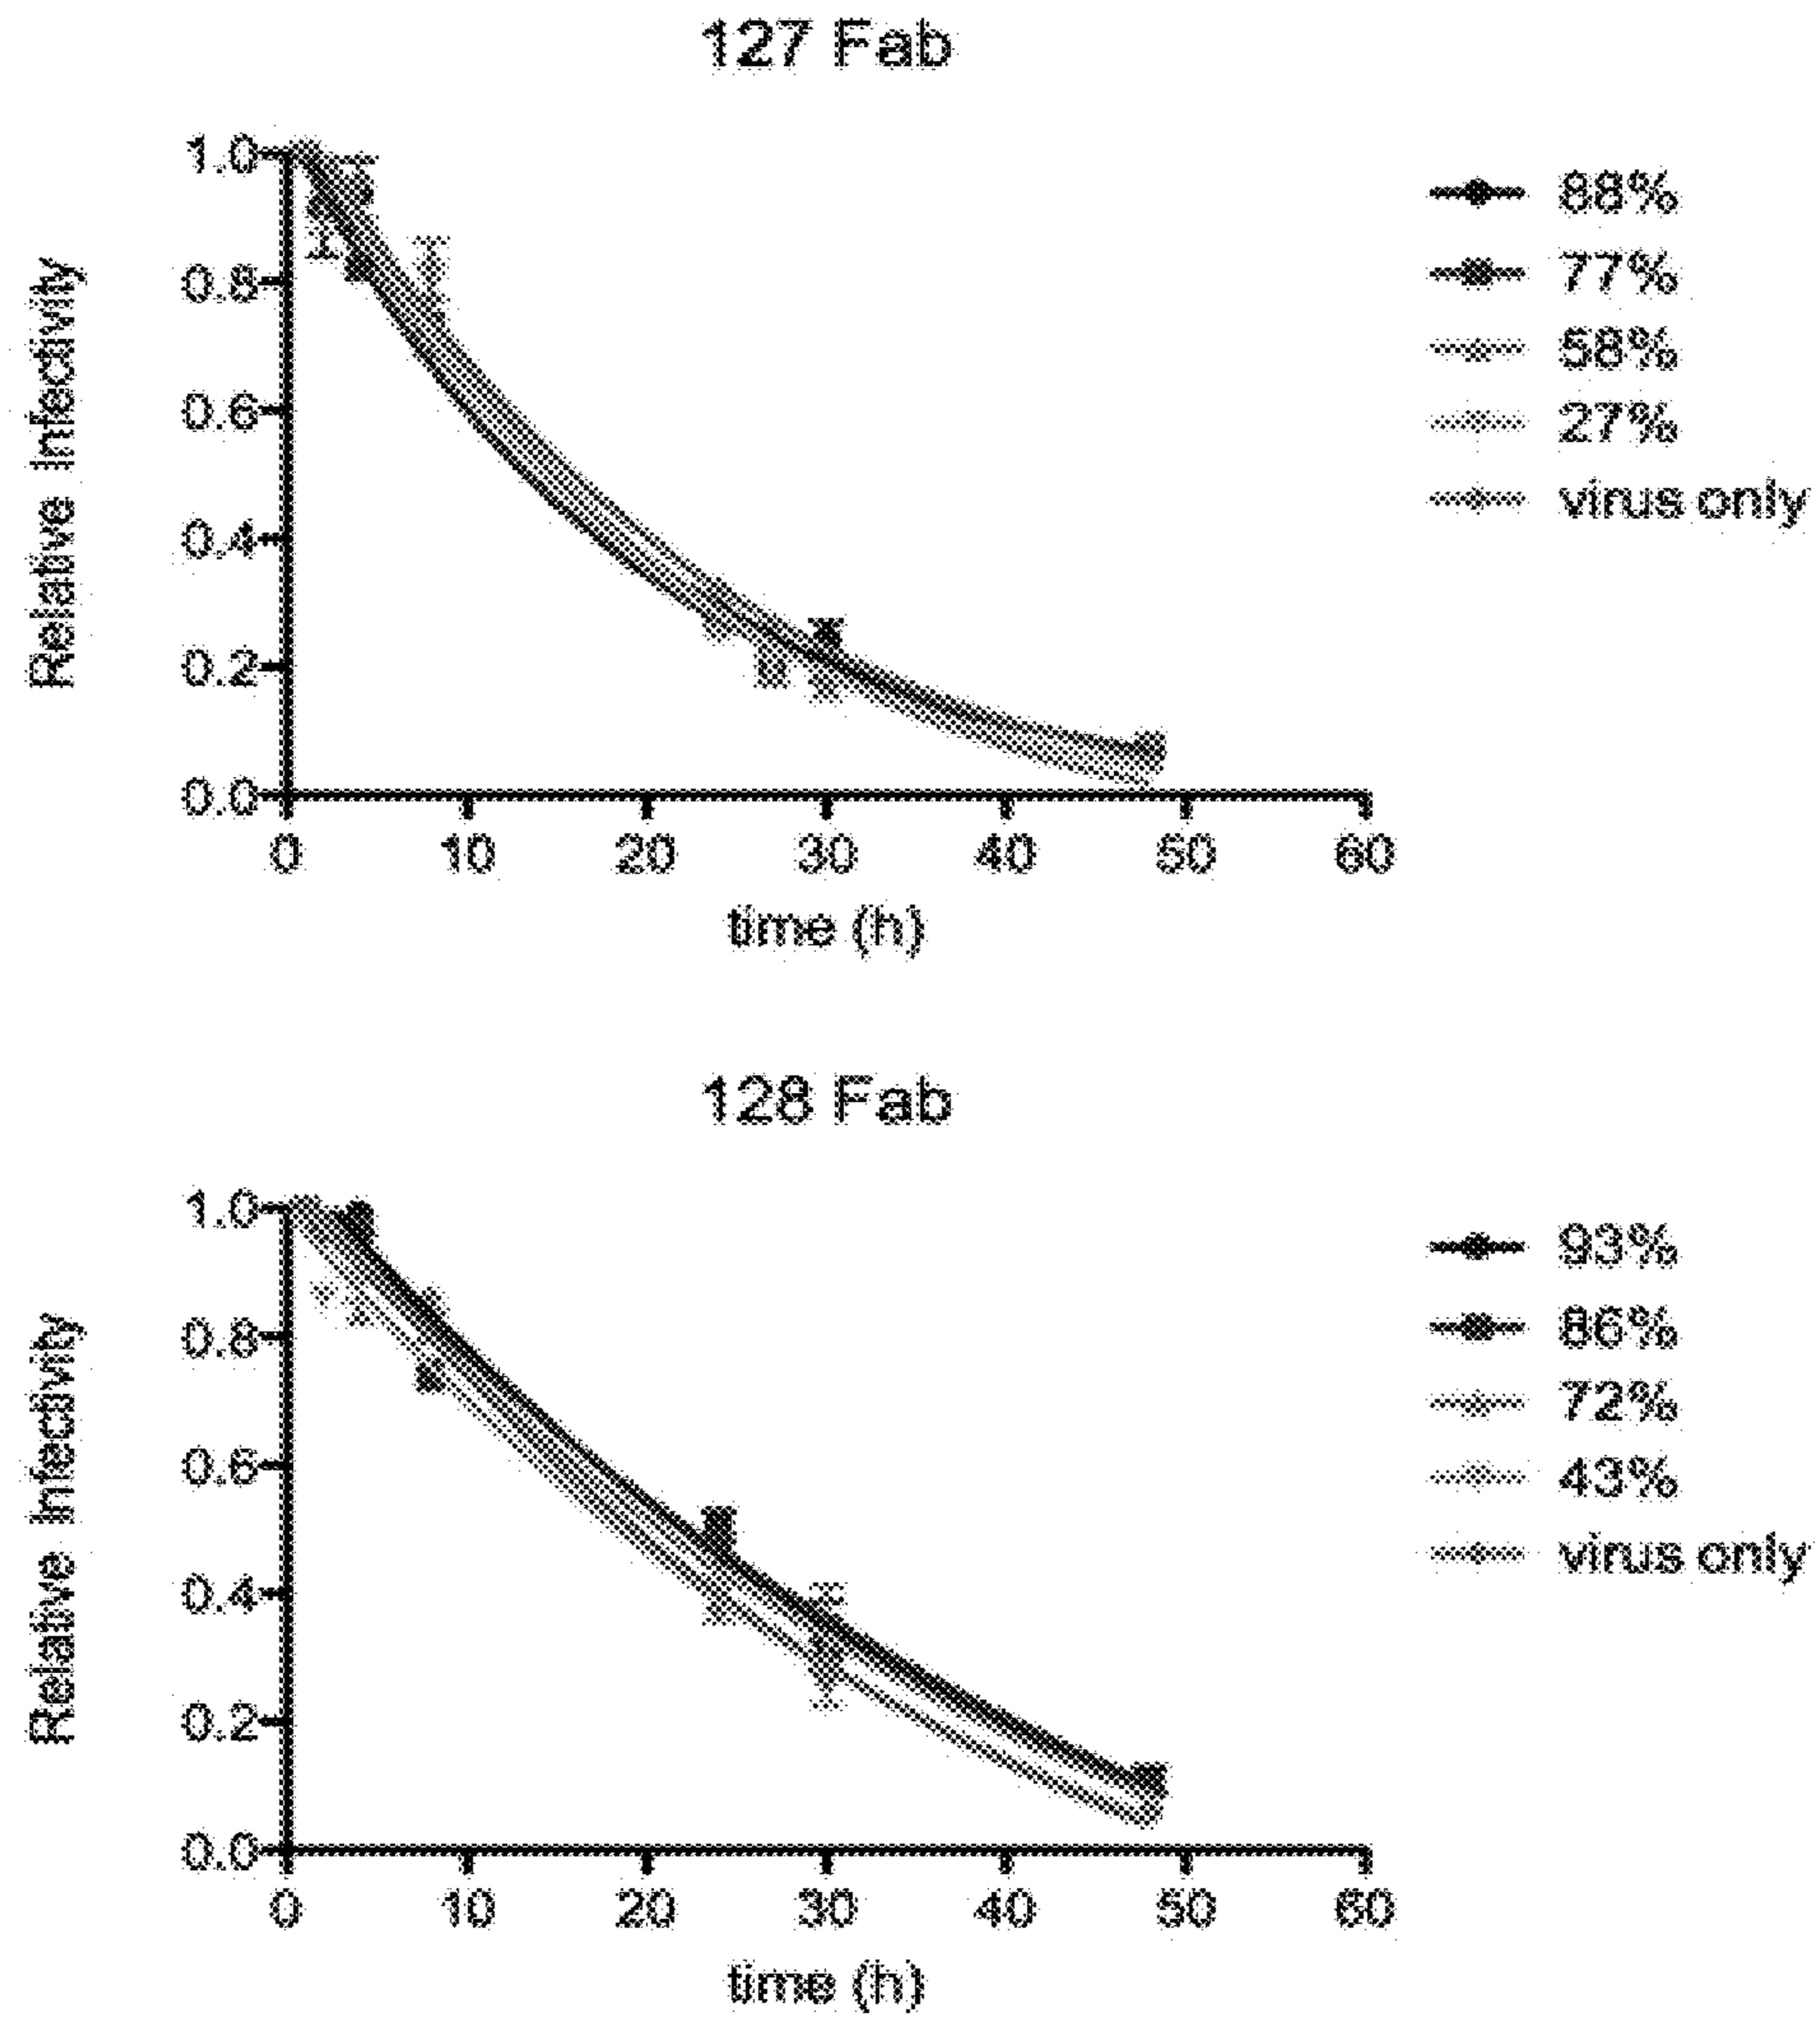 127 Fab
Relative Infectivity
1.0
0.8
0.6
0.4
0.2
0.0
0 10 20 30 40 50 60
time (h)
88%
77%
58%
27%
virus only
128 Fab
Relative Infectivity
1.0
0.8
0.6
0.4
0.2
0.0
0 10 20 30 40 50 60
time (h)
93%
86%
72%
43%
virus only